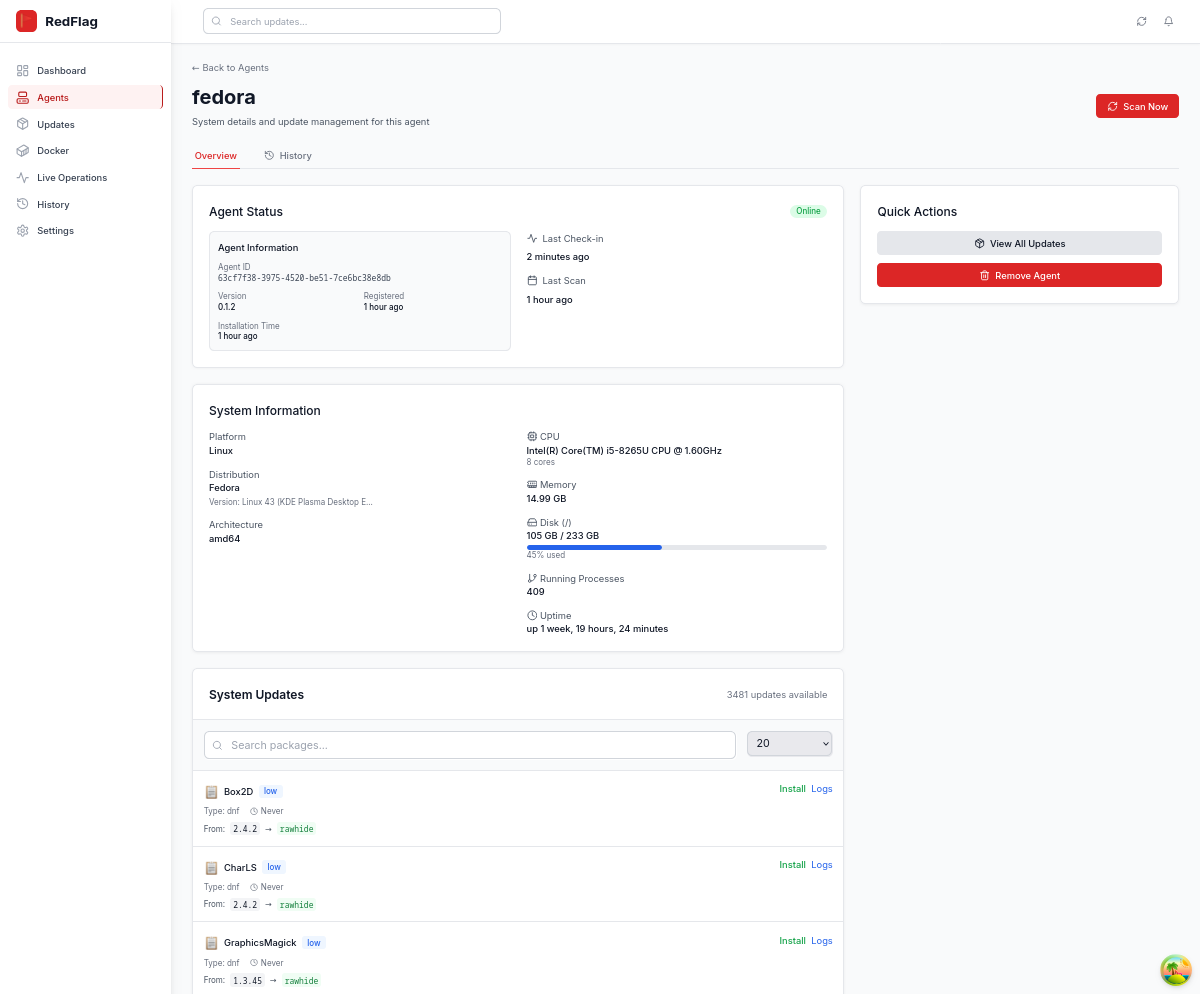 RedFlag
Search updates...
Dashboard
Agents
Updates
Docker
Live Operations
History
Settings
← Back to Agents
fedora
System details and update management for this agent
Scan Now
Overview
History
Agent Status
Online
Agent Information
Agent ID
63cf7f38-3975-4520-be51-7ce6bc38e8db
Version
Registered
0.1.2
1 hour ago
Installation Time
1 hour ago
Last Check-in
2 minutes ago
Last Scan
1 hour ago
Quick Actions
View All Updates
Remove Agent
System Information
Platform
Linux
Distribution
Fedora
Version: Linux 43 (KDE Plasma Desktop E...
Architecture
amd64
CPU
Intel(R) Core(TM) i5-8265U CPU @ 1.60GHz
8 cores
Memory
14.99 GB
Disk (/)
105 GB / 233 GB
45% used
Running Processes
409
Uptime
up 1 week, 19 hours, 24 minutes
System Updates
3481 updates available
Search packages...
20
Box2D low
Install Logs
Type: dnf Never
From: 2.4.2 → rawhide
CharLS low
Install Logs
Type: dnf Never
From: 2.4.2 → rawhide
GraphicsMagick low
Install Logs
Type: dnf Never
From: 1.3.45 → rawhide